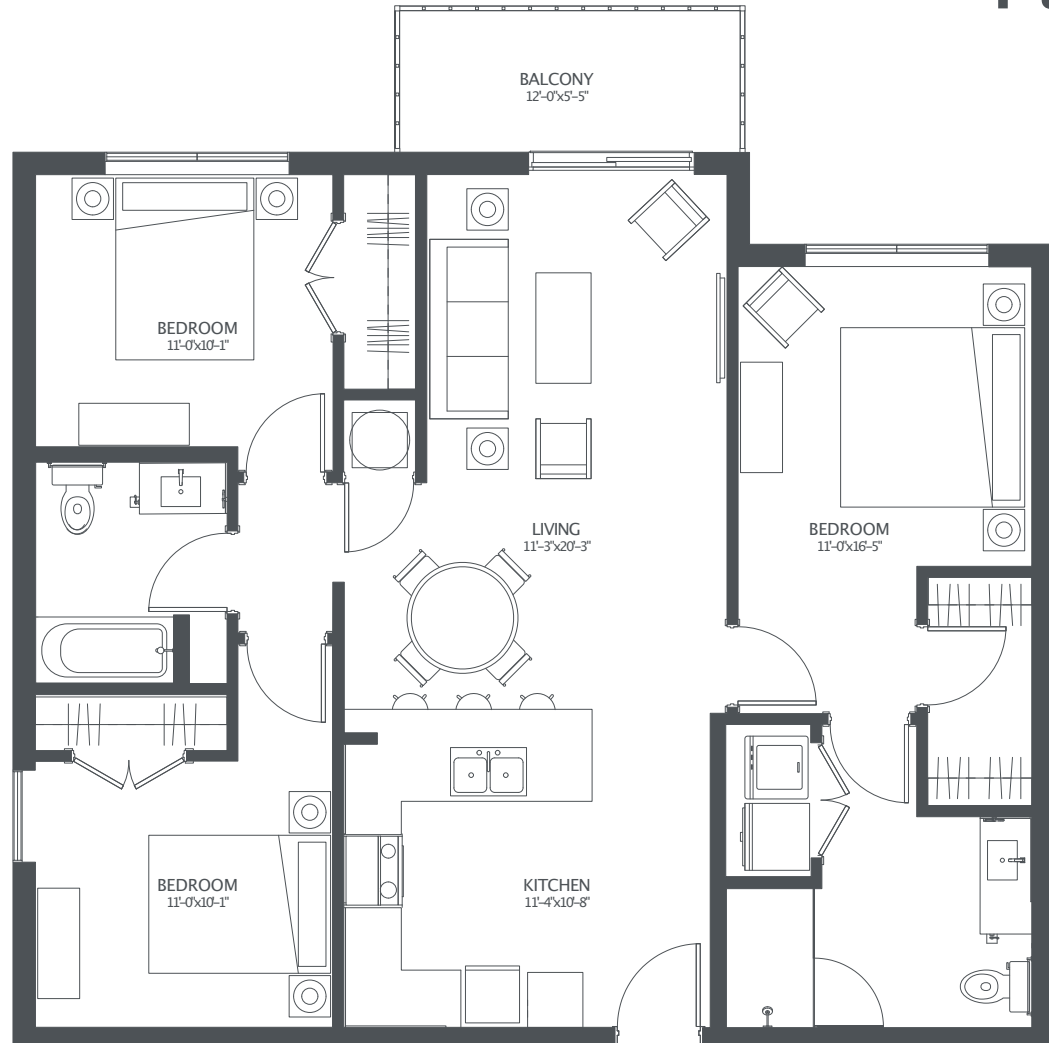 BALCONY
12'-0"x5'-5"
BEDROOM
11'-0"x10'-1"
LIVING
11'-3"x20'-3"
BEDROOM
11'-0"x16'-5"
BEDROOM
11'-0"x10'-1"
KITCHEN
11'-4"x10'-8"